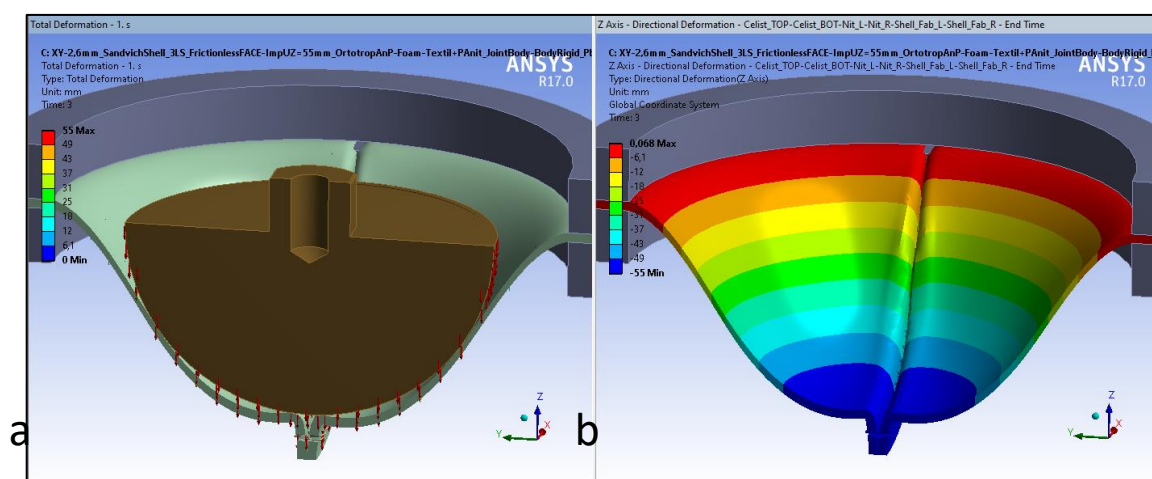 Total Deformation - 1. s
C: XY-2,6mm_SandvichShell_3LS_FrictionlessFACE-ImpUZ=55mm_OrtotropAnP-Foam-Textil+PAnit_JointBody-BodyRigid_Pl
Total Deformation - 1. s
Type: Total Deformation
Unit: mm
Time: 3
ANSYS
R17.0
55 Max
49
43
37
31
25
18
12
6,1
0 Min
Z
Y
X
a
Z Axis - Directional Deformation - Celist_TOP-Celist_BOT-Nit_L-Nit_R-Shell_Fab_L-Shell_Fab_R - End Time
C: XY-2,6mm_SandvichShell_3LS_FrictionlessFACE-ImpUZ=55mm_OrtotropAnP-Foam-Textil+PAnit_JointBody-BodyRigid_
Z Axis - Directional Deformation - Celist_TOP-Celist_BOT-Nit_L-Nit_R-Shell_Fab_L-Shell_Fab_R - End Time
Type: Directional Deformation(Z Axis)
Unit: mm
Global Coordinate System
Time: 3
ANSYS
R17.0
0,068 Max
-6,1
-12
-18
-25
-31
-37
-43
-49
-55 Min
Z
Y
X
b